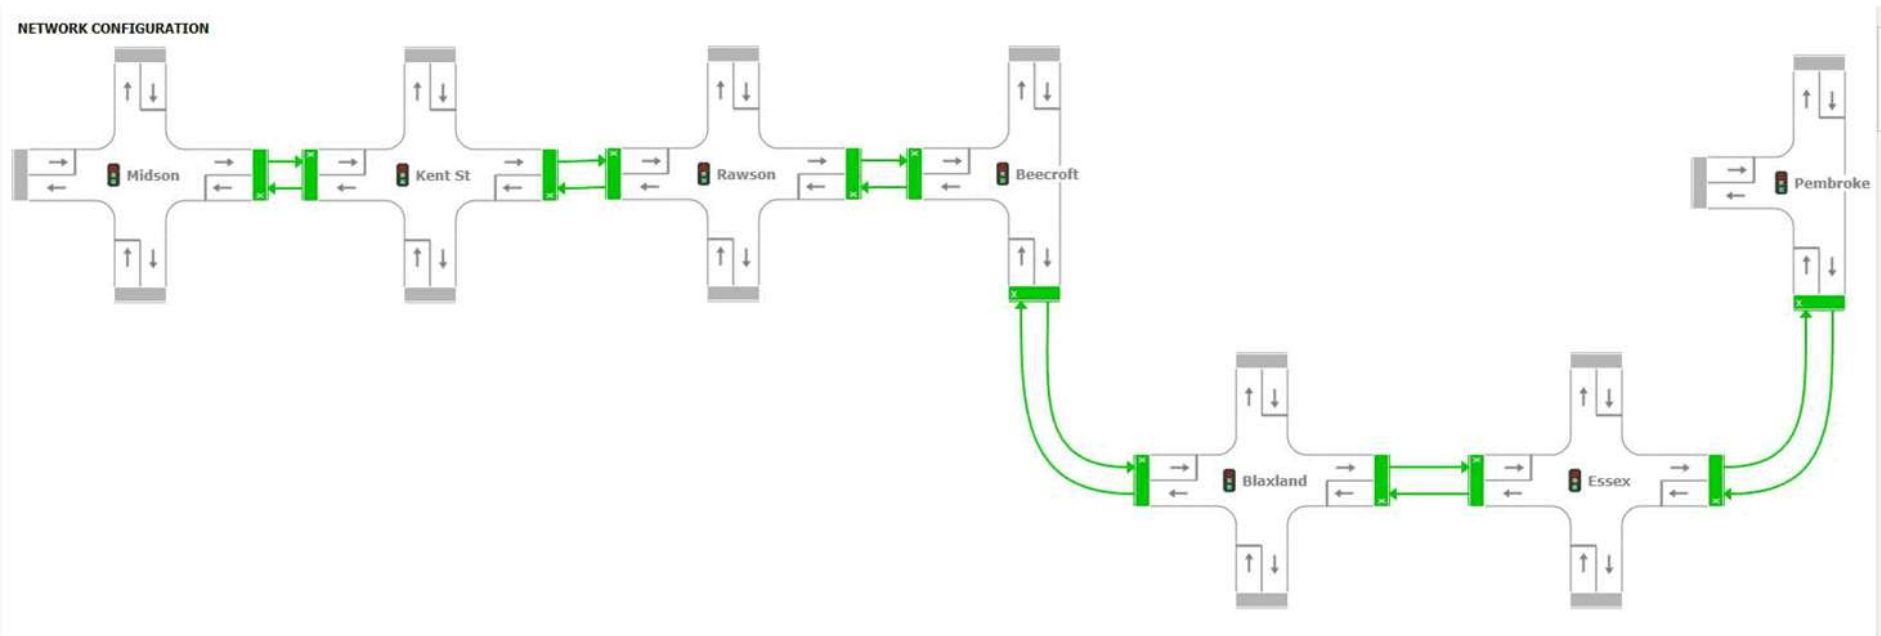 NETWORK CONFIGURATION
Midson
Kent St
Rawson
Beecroft
Pembroke
Blaxland
Essex